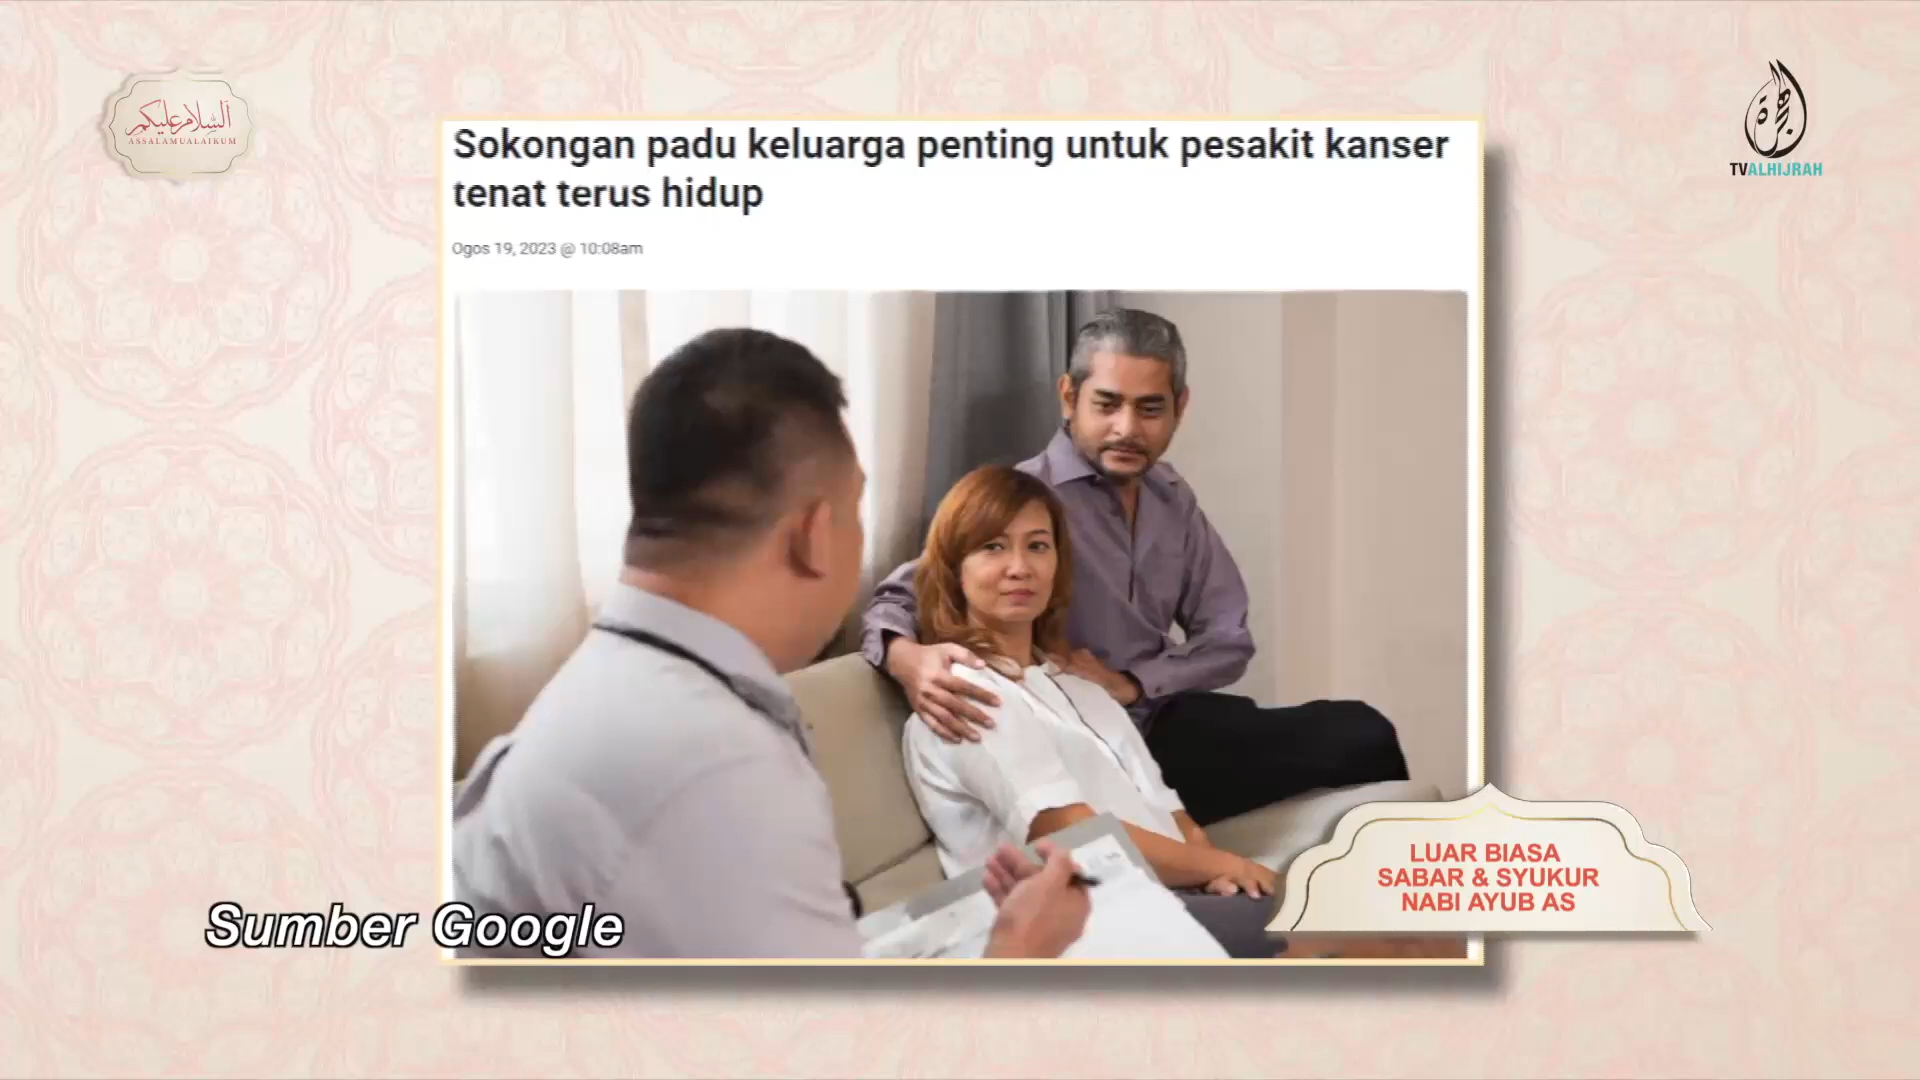 السلام عليكم
ASSALAMUALAIKUM
هجرة
TVALHIJRAH
Sokongan padu keluarga penting untuk pesakit kanser
tenat terus hidup
Ogos 19, 2023 @ 10:08am
LUAR BIASA
SABAR & SYUKUR
NABI AYUB AS
Sumber Google